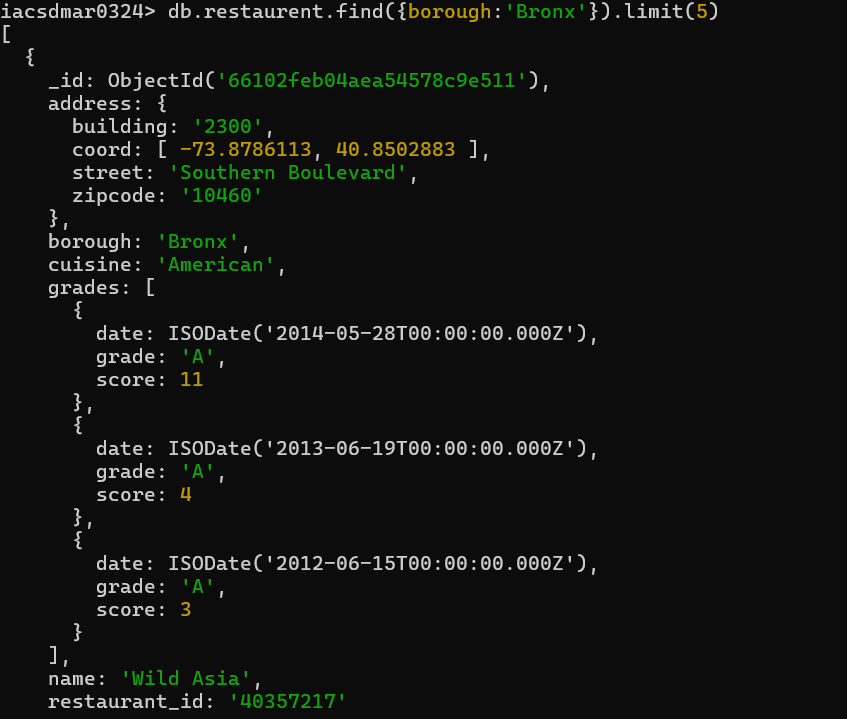 iacsdmar0324> db.restaurent.find({borough:'Bronx'}).limit(5)
[
  {
    _id: ObjectId('66102feb04aea54578c9e511'),
    address: {
      building: '2300',
      coord: [ -73.8786113, 40.8502883 ],
      street: 'Southern Boulevard',
      zipcode: '10460'
    },
    borough: 'Bronx',
    cuisine: 'American',
    grades: [
      {
        date: ISODate('2014-05-28T00:00:00.000Z'),
        grade: 'A',
        score: 11
      },
      {
        date: ISODate('2013-06-19T00:00:00.000Z'),
        grade: 'A',
        score: 4
      },
      {
        date: ISODate('2012-06-15T00:00:00.000Z'),
        grade: 'A',
        score: 3
      }
    ],
    name: 'Wild Asia',
    restaurant_id: '40357217'